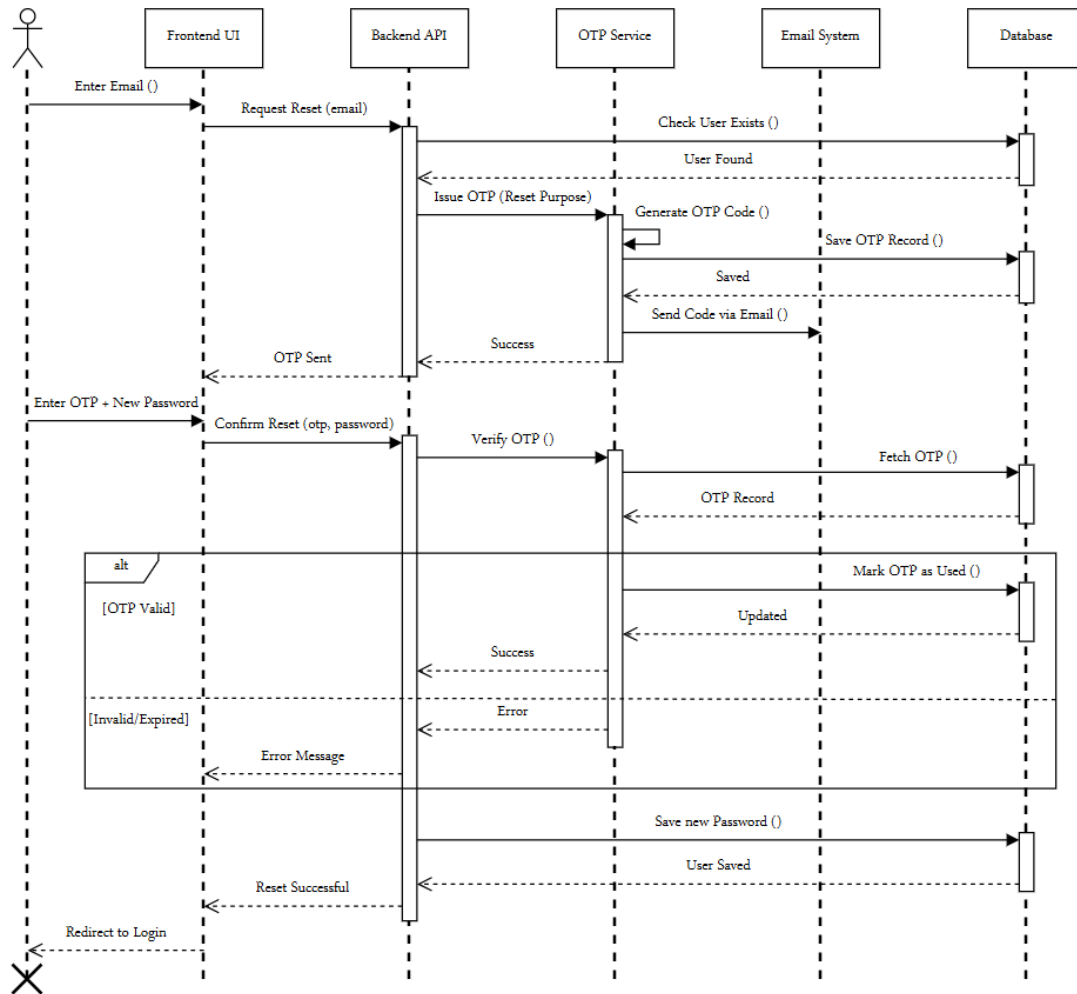 Frontend UI
Backend API
OTP Service
Email System
Database
Enter Email ()
Request Reset (email)
Check User Exists ()
User Found
Issue OTP (Reset Purpose)
Generate OTP Code ()
Save OTP Record ()
Saved
Send Code via Email ()
Success
OTP Sent
Enter OTP + New Password
Confirm Reset (otp, password)
Verify OTP ()
Fetch OTP ()
OTP Record
alt
Mark OTP as Used ()
[OTP Valid]
Updated
Success
[Invalid/Expired]
Error
Error Message
Save new Password ()
User Saved
Reset Successful
Redirect to Login